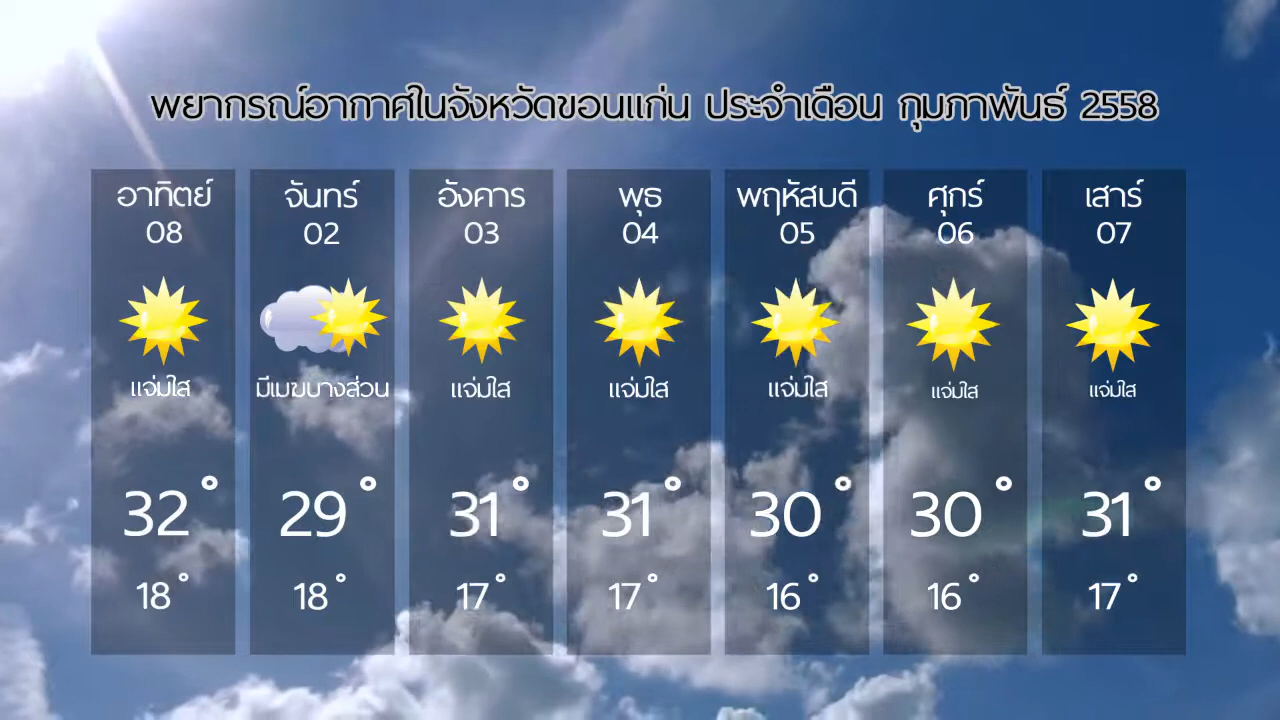 พยากรณ์อากาศในจังหวัดขอนแก่น ประจำเดือน กุมภาพันธ์ 2558
อาทิตย์
08
แจ่มใส
32°
18°
จันทร์
02
มีเมฆบางส่วน
29°
18°
อังคาร
03
แจ่มใส
31°
17°
พุธ
04
แจ่มใส
31°
17°
พฤหัสบดี
05
แจ่มใส
30°
16°
ศุกร์
06
แจ่มใส
30°
16°
เสาร์
07
แจ่มใส
31°
17°